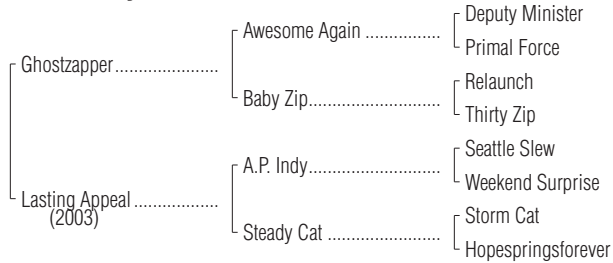 Deputy Minister
Awesome Again ................
Primal Force
Ghostzapper.....................
Relaunch
Baby Zip...........................
Thirty Zip
Seattle Slew
A.P. Indy...........................
Weekend Surprise
Lasting Appeal .................
(2003)
Storm Cat
Steady Cat .......................
Hopespringsforever